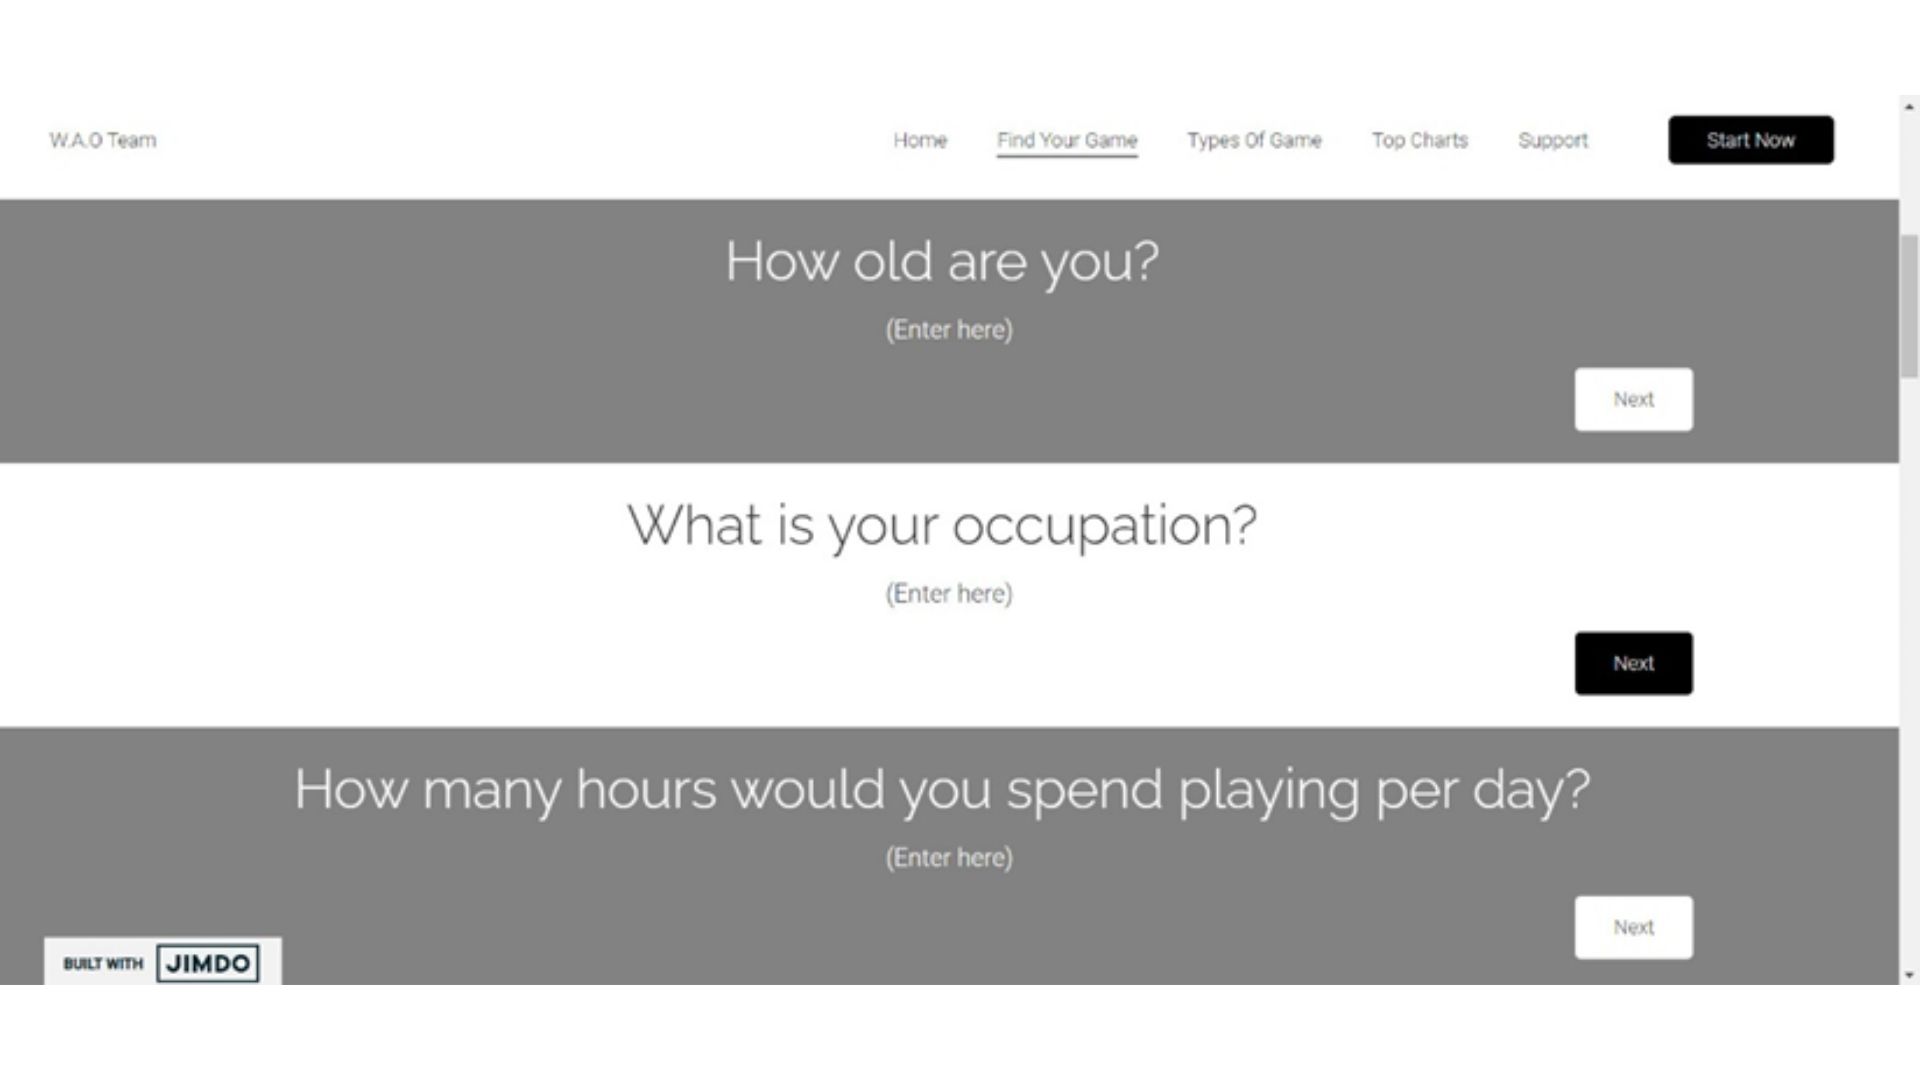 W.A.O Team
Home Find Your Game Types Of Game Top Charts Support Start Now
How old are you?
(Enter here)
Next
What is your occupation?
(Enter here)
Next
How many hours would you spend playing per day?
(Enter here)
Next
BUILT WITH JIMDO